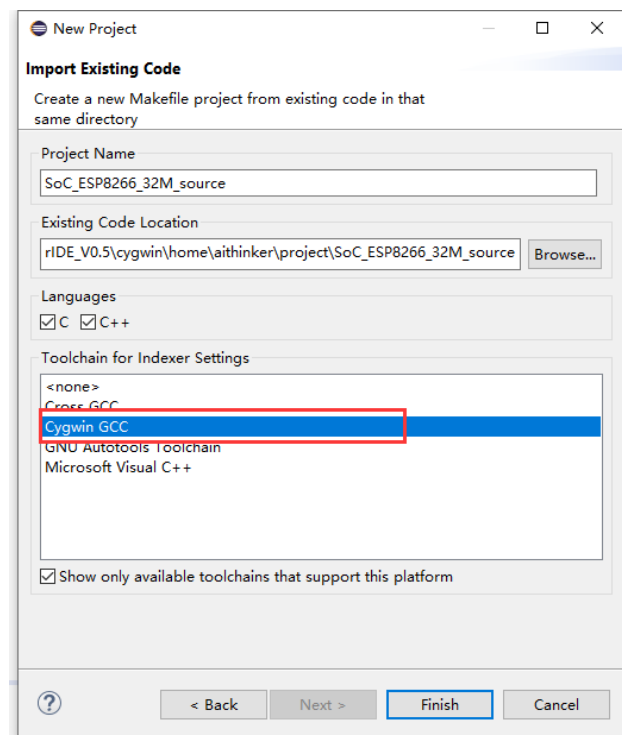 New Project
Import Existing Code
Create a new Makefile project from existing code in that
same directory
Project Name
SoC_ESP8266_32M_source
Existing Code Location
rIDE_V0.5\cygwin\home\aithinker\project\SoC_ESP8266_32M_source
Browse...
Languages
C C++
Toolchain for Indexer Settings
<none>
Cross GCC
Cygwin GCC
GNU Autotools Toolchain
Microsoft Visual C++
Show only available toolchains that support this platform
? < Back Next > Finish Cancel